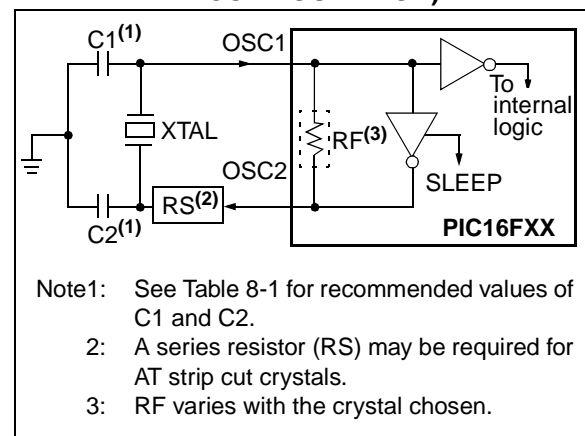 C1(1)
OSC1
To
internal
logic
XTAL
RF(3)
OSC2
SLEEP
RS(2)
C2(1)
PIC16FXX
Note1: See Table 8-1 for recommended values of
C1 and C2.
2: A series resistor (RS) may be required for
AT strip cut crystals.
3: RF varies with the crystal chosen.